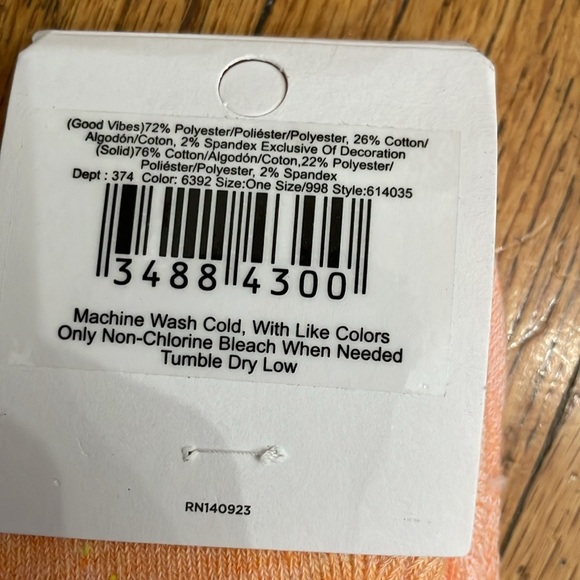 (Good Vibes)72% Polyester/Poliéster/Polyester, 26% Cotton/
Algodón/Coton, 2% Spandex Exclusive Of Decoration
(Solid)76% Cotton/Algodón/Coton,22% Polyester/
Poliéster/Polyester, 2% Spandex
Dept : 374 Color: 6392 Size:One Size/998 Style:614035
3488 4300
Machine Wash Cold, With Like Colors
Only Non-Chlorine Bleach When Needed
Tumble Dry Low
RN140923